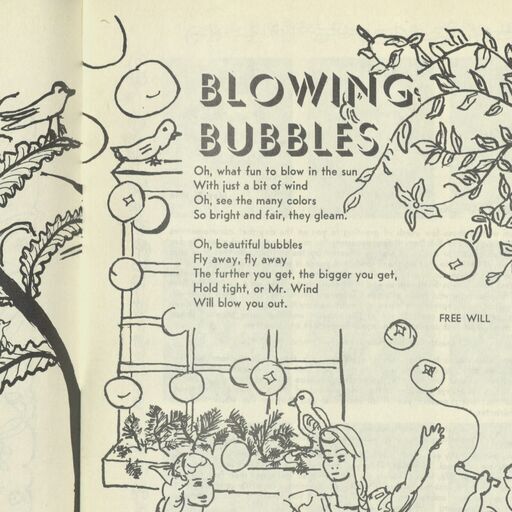 BLOWING
BUBBLES
Oh, what fun to blow in the sun
With just a bit of wind
Oh, see the many colors
So bright and fair, they gleam.
Oh, beautiful bubbles
Fly away, fly away
The further you get, the bigger you get,
Hold tight, or Mr. Wind
Will blow you out.
FREE WILL